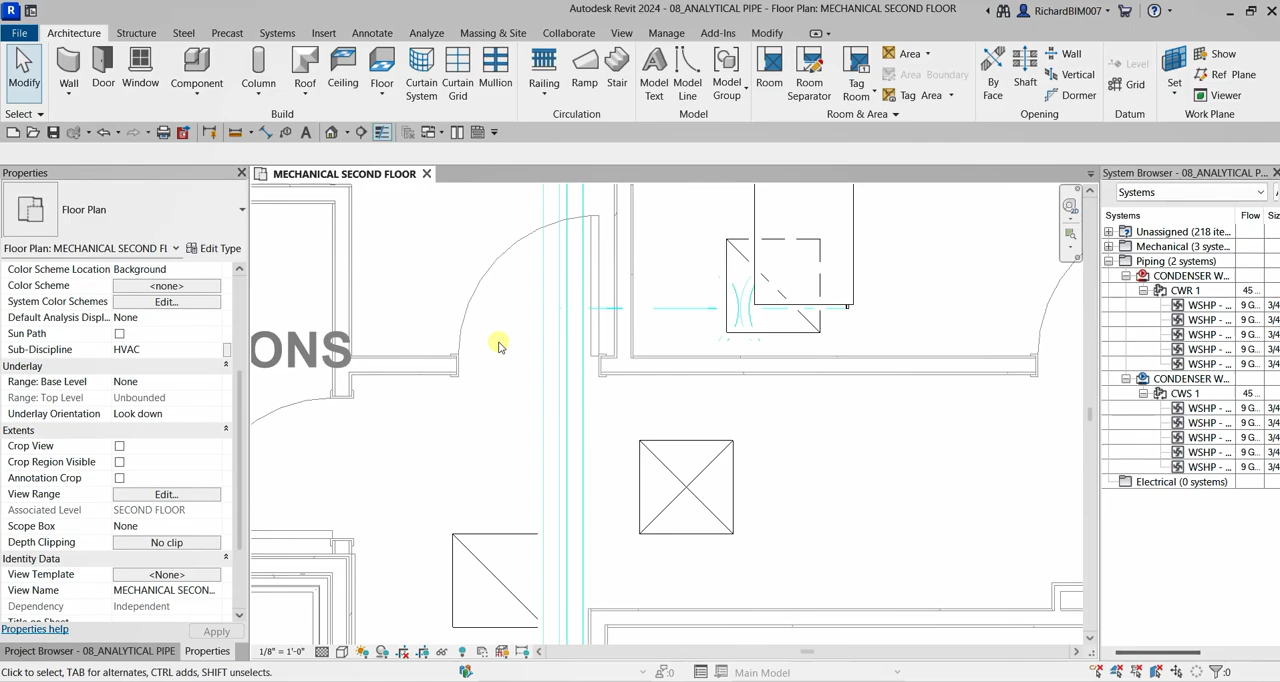 Autodesk Revit 2024 - 08_ANALYTICAL PIPE - Floor Plan: MECHANICAL SECOND FLOOR
RichardBIM007
File Architecture Structure Steel Precast Systems Insert Annotate Analyze Massing & Site Collaborate View Manage Add-Ins Modify
Modify Wall Door Window Component Column Roof Ceiling Floor Curtain System Curtain Grid Mullion Railing Ramp Stair Model Text Model Line Model Group Room Room Separator Tag Room
Area
Area Boundary
Tag Area
By Face Shaft
Wall
Vertical
Dormer
Level
Grid
Set
Show
Ref Plane
Viewer
Select Build Circulation Model Room & Area Opening Datum Work Plane
Properties
Floor Plan
Floor Plan: MECHANICAL SECOND FL Edit Type
Color Scheme Location Background
Color Scheme <none>
System Color Schemes Edit...
Default Analysis Displ... None
Sun Path
Sub-Discipline HVAC
Underlay
Range: Base Level None
Range: Top Level Unbounded
Underlay Orientation Look down
Extents
Crop View
Crop Region Visible
Annotation Crop
View Range Edit...
Associated Level SECOND FLOOR
Scope Box None
Depth Clipping No clip
Identity Data
View Template <None>
View Name MECHANICAL SECON...
Dependency Independent
Properties help Apply
Project Browser - 08_ANALYTICAL PIPE Properties
MECHANICAL SECOND FLOOR
ONS
1/8" = 1'-0"
System Browser - 08_ANALYTICAL P...
Systems
Systems Flow Siz
Unassigned (218 ite...
Mechanical (3 syste...
Piping (2 systems)
CONDENSER W...
CWR 1 45 ...
WSHP - ... 9 G...
WSHP - ... 9 G...
WSHP - ... 9 G...
WSHP - ... 9 G...
WSHP - ... 9 G...
CONDENSER W...
CWS 1 45 ...
WSHP - ... 9 G... 3/4
WSHP - ... 9 G... 3/4
WSHP - ... 9 G... 3/4
WSHP - ... 9 G... 3/4
WSHP - ... 9 G... 3/4
Electrical (0 systems)
Click to select, TAB for alternates, CTRL adds, SHIFT unselects.
:0
Main Model
:0